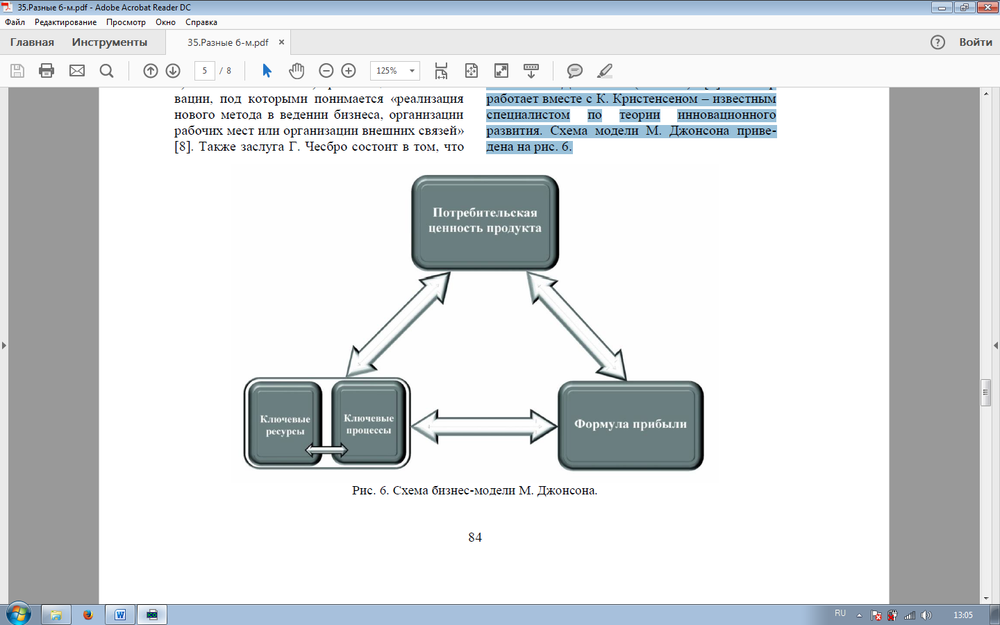 35.Разные б-м.pdf - Adobe Acrobat Reader DC
Файл Редактирование Просмотр Окно Справка
Главная Инструменты 35.Разные б-м.pdf × ? Войти
5 / 8 125%
вации, под которыми понимается «реализация
нового метода в ведении бизнеса, организации
рабочих мест или организации внешних связей»
[8]. Также заслуга Г. Чесбро состоит в том, что
работает вместе с К. Кристенсеном – известным
специалистом по теории инновационного
развития. Схема модели М. Джонсона приве-
дена на рис. 6.
Потребительская
ценность продукта
Ключевые
ресурсы
Ключевые
процессы
Формула прибыли
Рис. 6. Схема бизнес-модели М. Джонсона.
84
RU 13:05